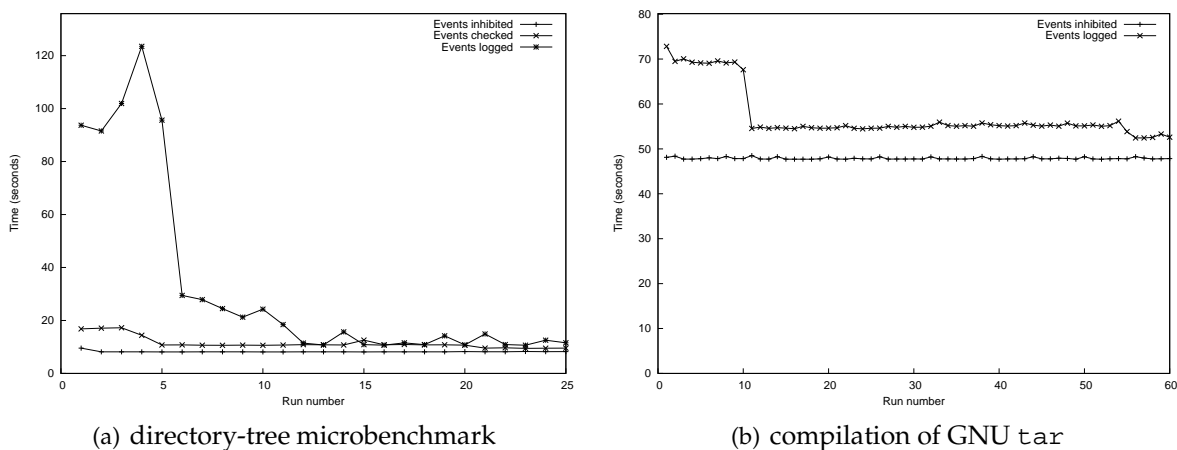 Events inhibited
Events checked
Events logged
120
100
80
60
40
20
0
0 5 10 15 20 25
Time (seconds)
Run number
(a) directory-tree microbenchmark
Events inhibited
Events logged
80
70
60
50
40
30
20
10
0
0 10 20 30 40 50 60
Time (seconds)
Run number
(b) compilation of GNU tar